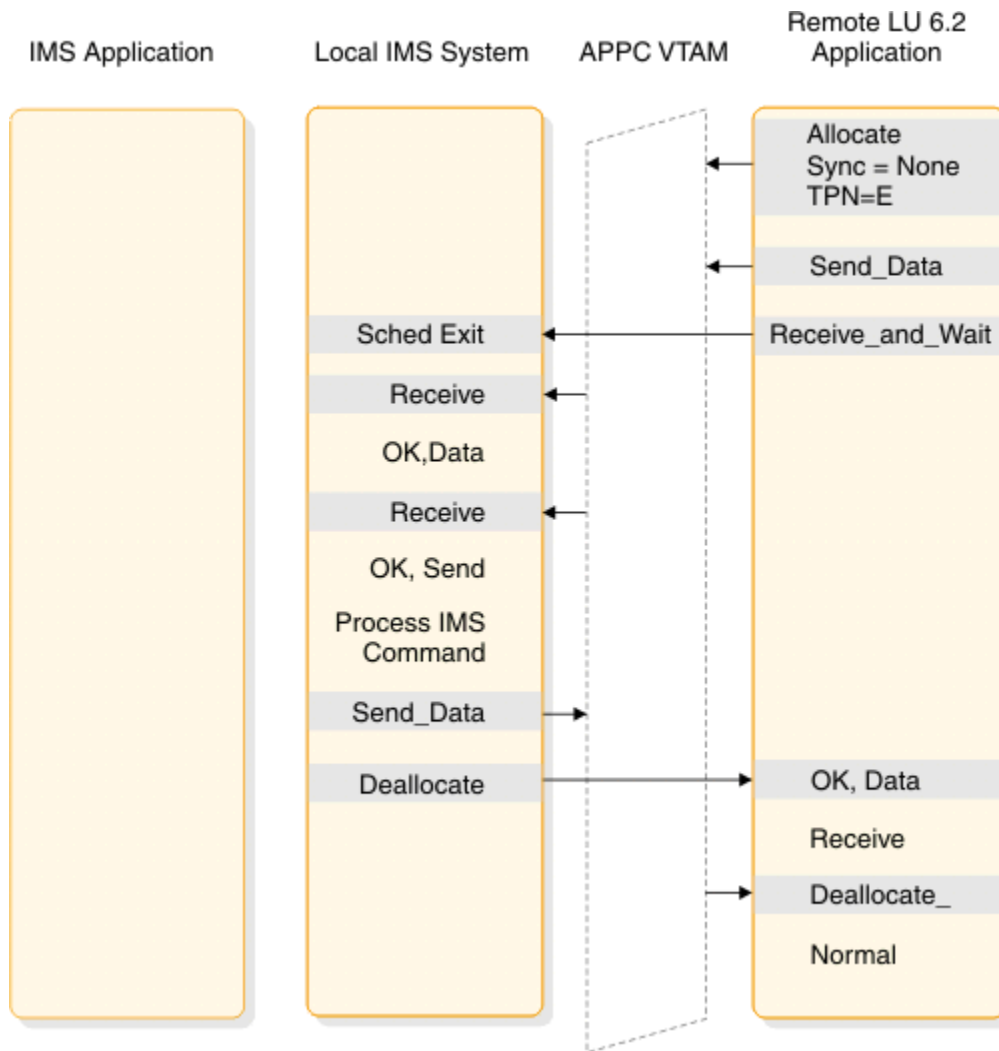 IMS Application
Local IMS System
APPC VTAM
Remote LU 6.2
Application
Allocate
Sync = None
TPN=E
Send_Data
Sched Exit
Receive_and_Wait
Receive
OK,Data
Receive
OK, Send
Process IMS
Command
Send_Data
Deallocate
OK, Data
Receive
Deallocate_
Normal